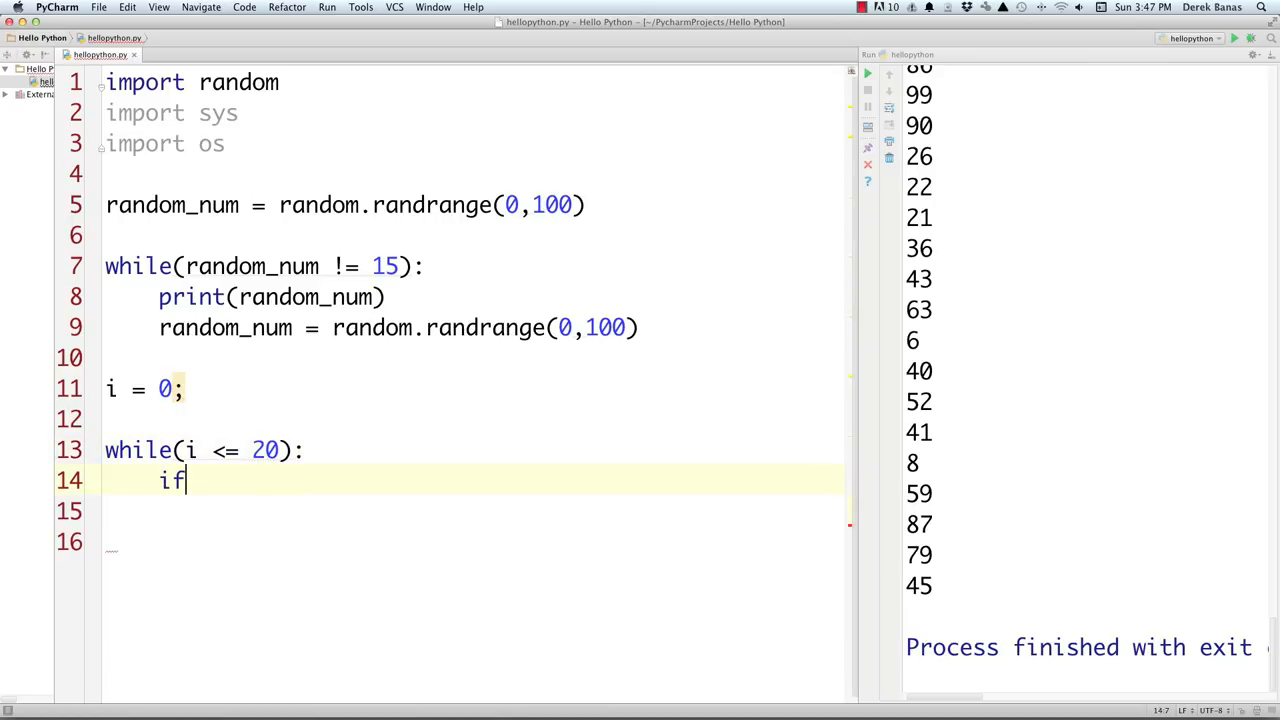 PyCharm File Edit View Navigate Code Refactor Run Tools VCS Window Help 10 Sun 3:47 PM Derek Banas
hellopython.py – Hello Python – [~/PycharmProjects/Hello Python]
Hello Python hellopython.py hellopython
hellopython.py Run hellopython
Hello P
hell
Externa
1 import random
2 import sys
3 import os
4
5 random_num = random.randrange(0,100)
6
7 while(random_num != 15):
8 print(random_num)
9 random_num = random.randrange(0,100)
10
11 i = 0;
12
13 while(i <= 20):
14 if
15
16
99
90
26
22
21
36
43
63
6
40
52
41
8
59
87
79
45
Process finished with exit
14:7 LF UTF-8